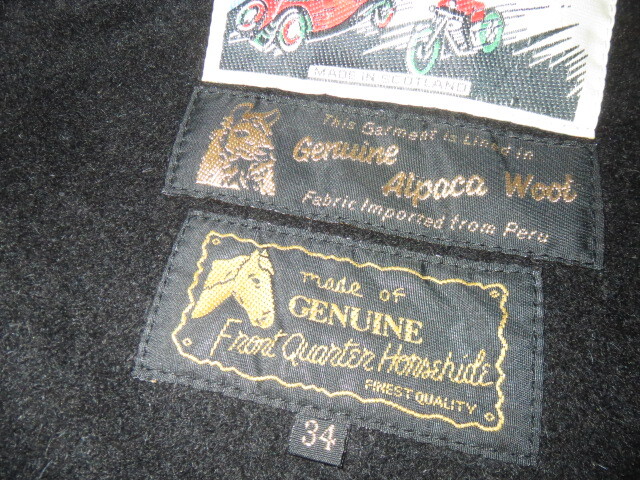 MADE IN SCOTLAND
This Garment is Lined in
Genuine
Alpaca Wool
Fabric Imported from Peru
made of
GENUINE
Front Quarter Horsehide
FINEST QUALITY
34